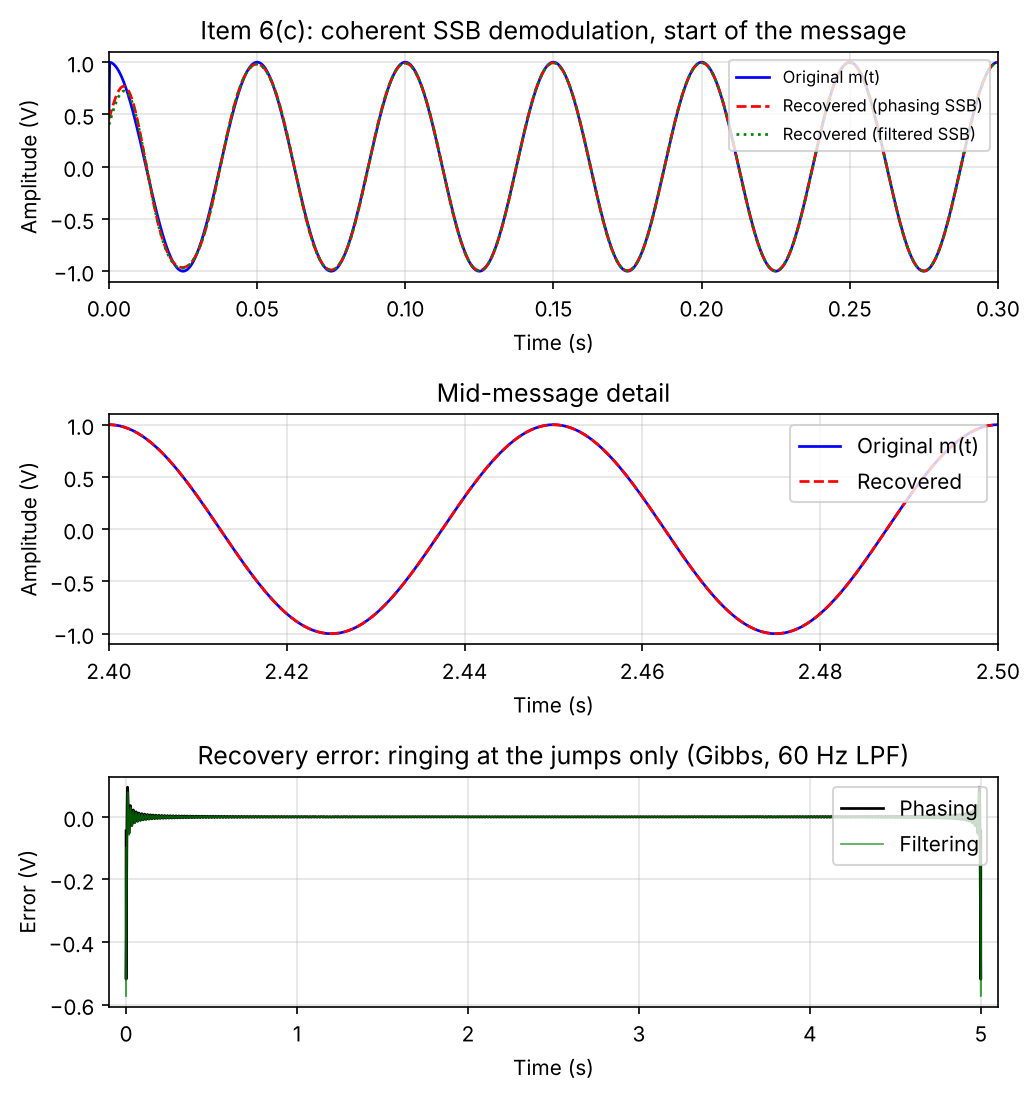 Item 6(c): coherent SSB demodulation, start of the message
Amplitude (V)
1.0
0.5
0.0
−0.5
−1.0
Original m(t)
Recovered (phasing SSB)
Recovered (filtered SSB)
0.00 0.05 0.10 0.15 0.20 0.25 0.30
Time (s)
Mid-message detail
Amplitude (V)
1.0
0.5
0.0
−0.5
−1.0
Original m(t)
Recovered
2.40 2.42 2.44 2.46 2.48 2.50
Time (s)
Recovery error: ringing at the jumps only (Gibbs, 60 Hz LPF)
Error (V)
0.0
−0.2
−0.4
−0.6
Phasing
Filtering
0 1 2 3 4 5
Time (s)